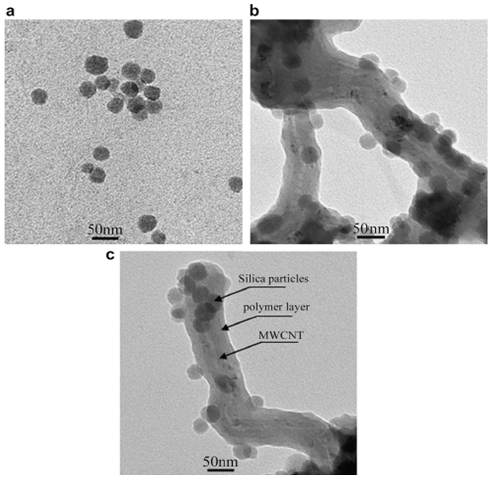 a
b
50nm
50nm
c
Silica particles
polymer layer
MWCNT
50nm